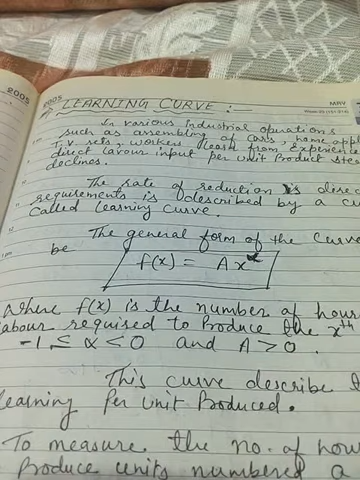 2005
2005
MAY
LEARNING CURVE :-
In various Industrial operations
such as assembling of cars, home appl
T.V sets, workers learn from Experience
direct labour input per unit Product stea
declines.
The rate of reduction is direc
requirements is described by a cu
called learning curve.
The general form of the curve
be
f(x) = A x^α
where f(x) is the number of hour
labour required to Produce the xth
-1 ≤ α < 0 and A > 0.
This curve describe t
learning Per unit Produced.
To measure the no. of hou
Produce units numbered a